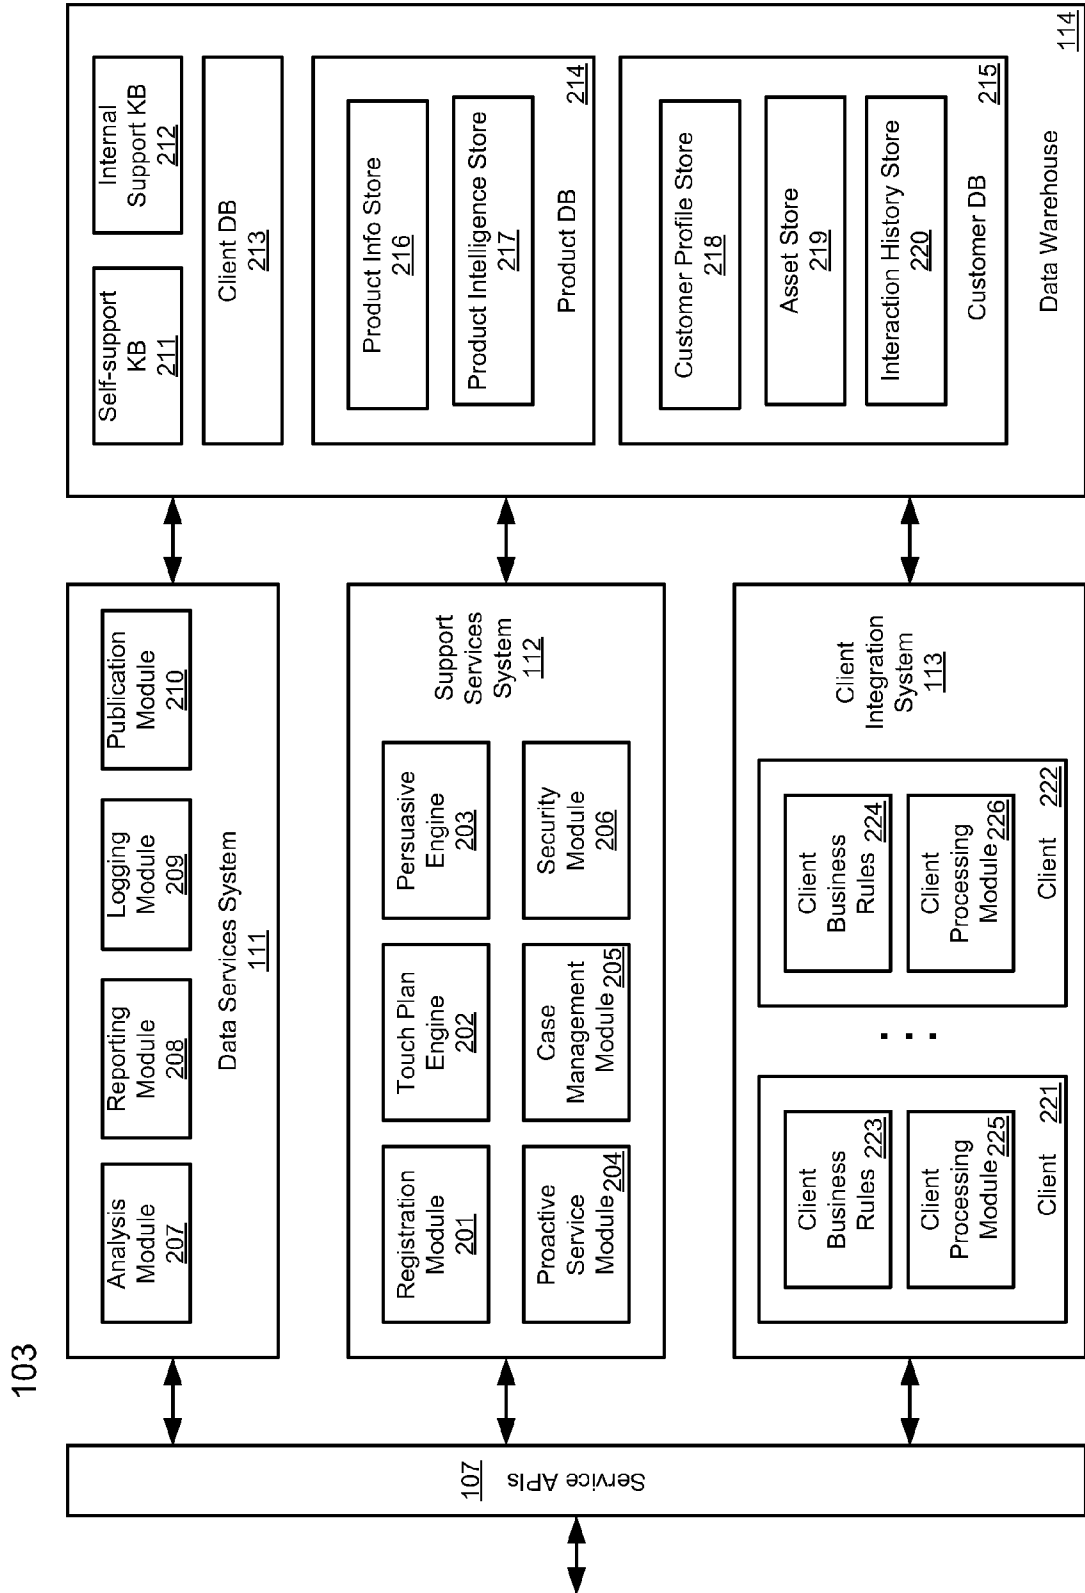 103
Service APIs
107
Analysis
Module
207
Reporting
Module
208
Logging
Module
209
Publication
Module
210
Data Services System
111
Registration
Module
201
Touch Plan
Engine
202
Persuasive
Engine
203
Proactive
Service
Module 204
Case
Management
Module 205
Security
Module
206
Support
Services
System
112
Client
Business
Rules 223
Client
Processing
Module 225
Client 221
. . .
Client
Business
Rules 224
Client
Processing
Module 226
Client 222
Client
Integration
System
113
Self-support
KB
211
Internal
Support KB
212
Client DB
213
Product Info Store
216
Product Intelligence Store
217
Product DB 214
Customer Profile Store
218
Asset Store
219
Interaction History Store
220
Customer DB 215
Data Warehouse 114